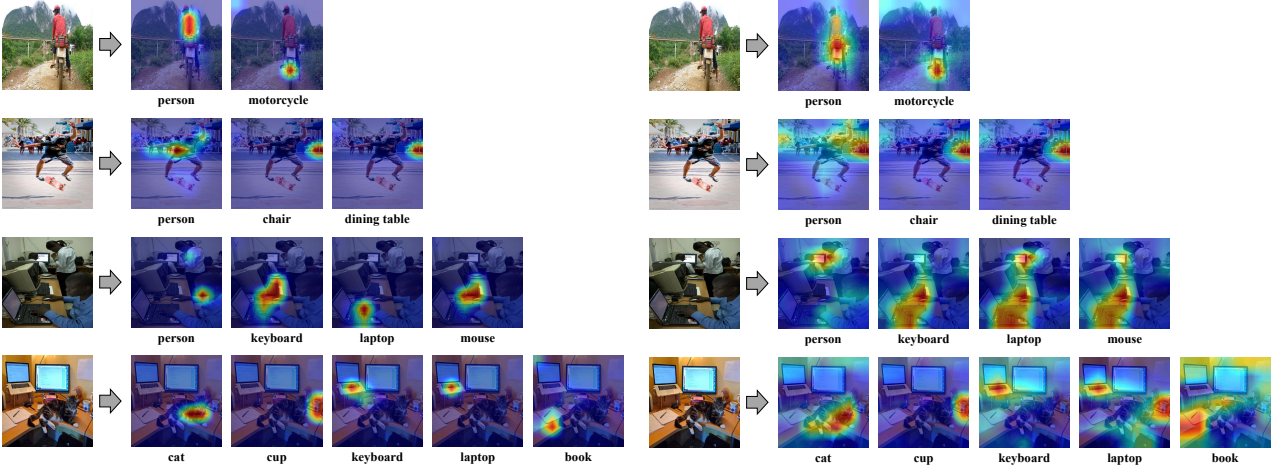 person motorcycle person motorcycle
person chair dining table person chair dining table
person keyboard laptop mouse person keyboard laptop mouse
cat cup keyboard laptop book cat cup keyboard laptop book